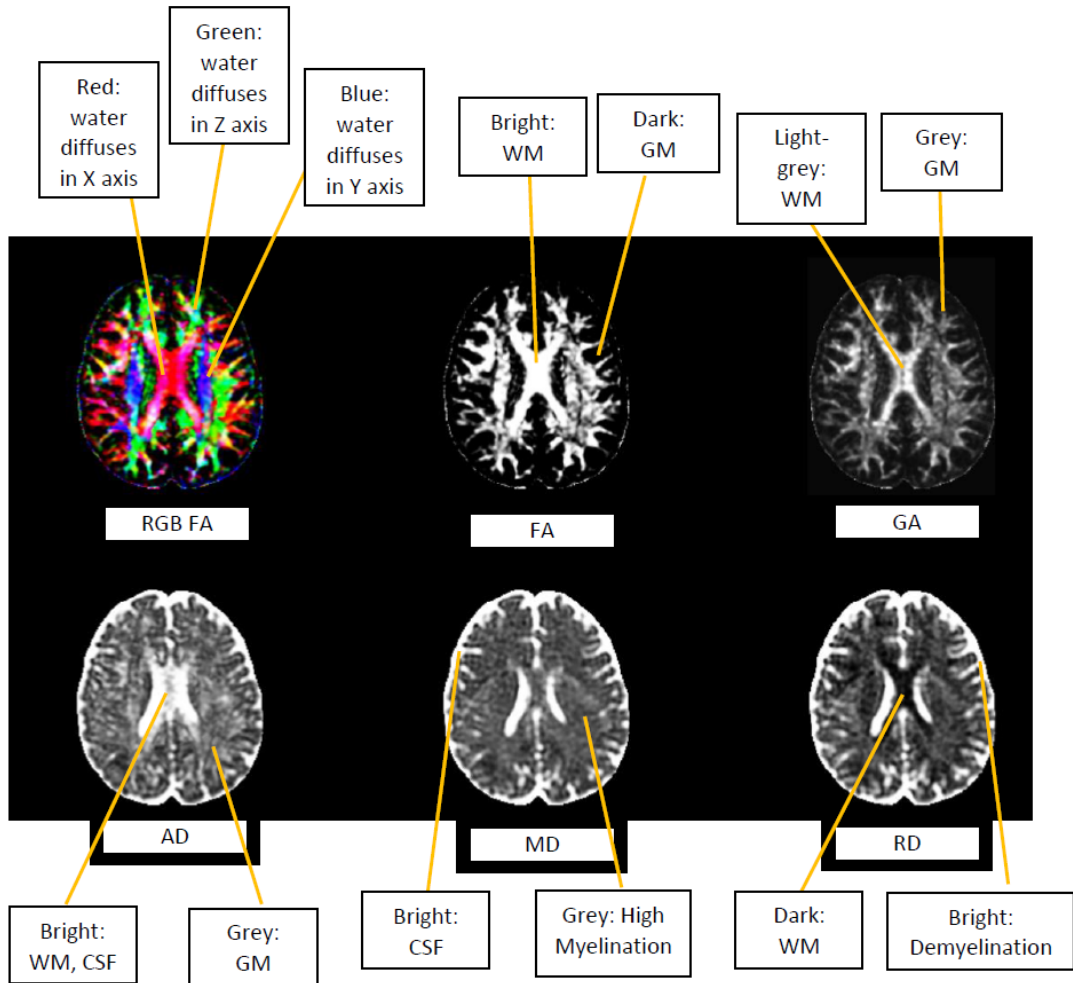 Green:
water
diffuses
in Z axis
Red:
water
diffuses
in X axis
Blue:
water
diffuses
in Y axis
Bright:
WM
Dark:
GM
Light-
grey:
WM
Grey:
GM
RGB FA
FA
GA
AD
MD
RD
Bright:
WM, CSF
Grey:
GM
Bright:
CSF
Grey: High
Myelination
Dark:
WM
Bright:
Demyelination